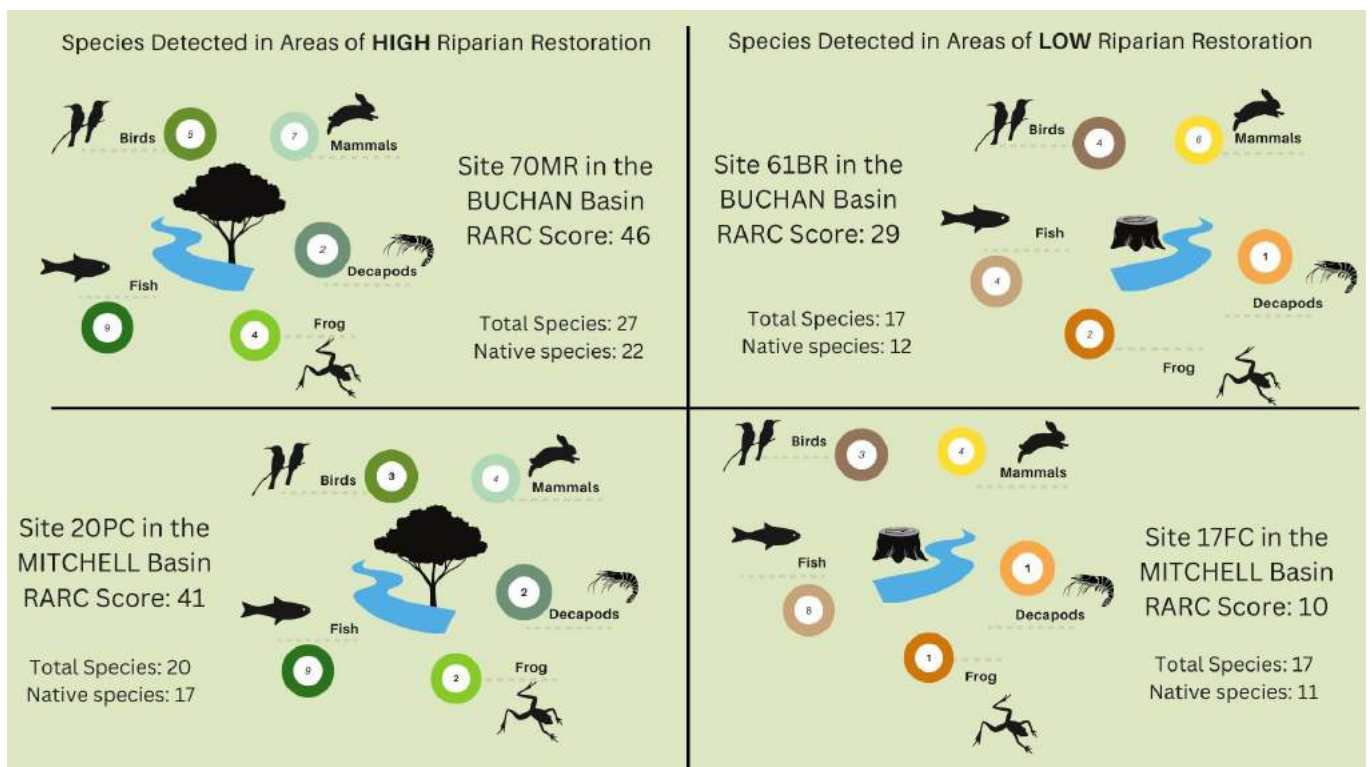 Species Detected in Areas of HIGH Riparian Restoration
Birds
5
7
Mammals
Site 70MR in the
BUCHAN Basin
RARC Score: 46
2
Decapods
Fish
9
4
Frog
Total Species: 27
Native species: 22
Species Detected in Areas of LOW Riparian Restoration
Site 61BR in the
BUCHAN Basin
RARC Score: 29
Birds
4
6
Mammals
Fish
4
1
Decapods
2
Frog
Total Species: 17
Native species: 12
Site 20PC in the
MITCHELL Basin
RARC Score: 41
Total Species: 20
Native species: 17
Birds
3
4
Mammals
2
Decapods
Fish
9
2
Frog
Birds
3
4
Mammals
Fish
8
1
Decapods
1
Frog
Site 17FC in the
MITCHELL Basin
RARC Score: 10
Total Species: 17
Native species: 11